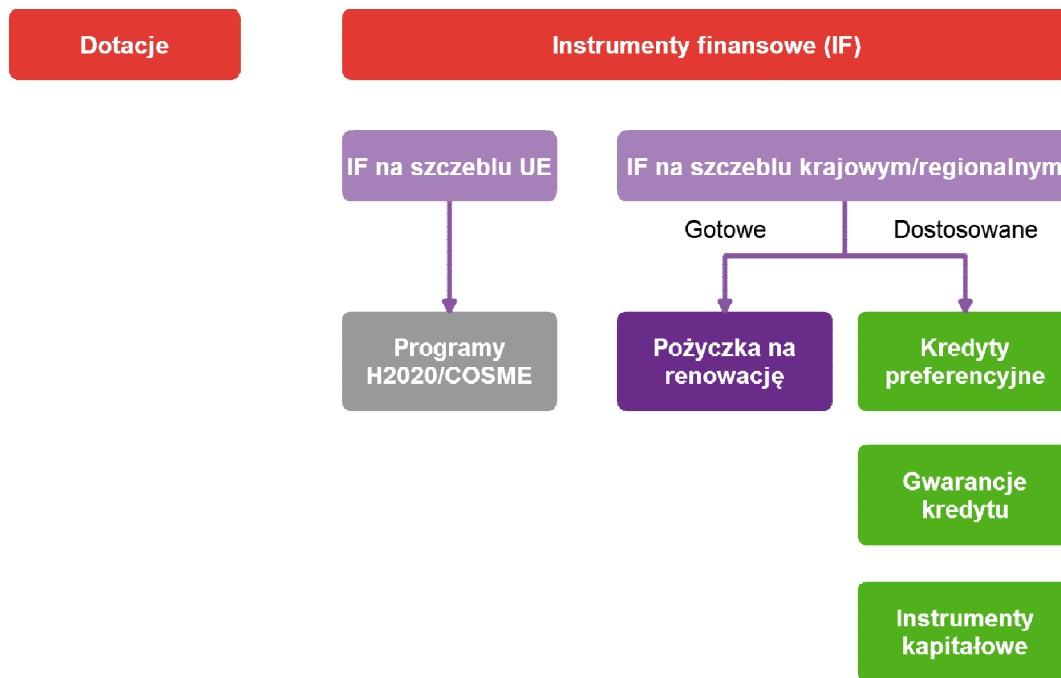 Dotacje
Instrumenty finansowe (IF)
IF na szczeblu UE
IF na szczeblu krajowym/regionalnym
Gotowe
Dostosowane
Programy
H2020/COSME
Pożyczka na
renowację
Kredyty
preferencyjne
Gwarancje
kredytu
Instrumenty
kapitałowe